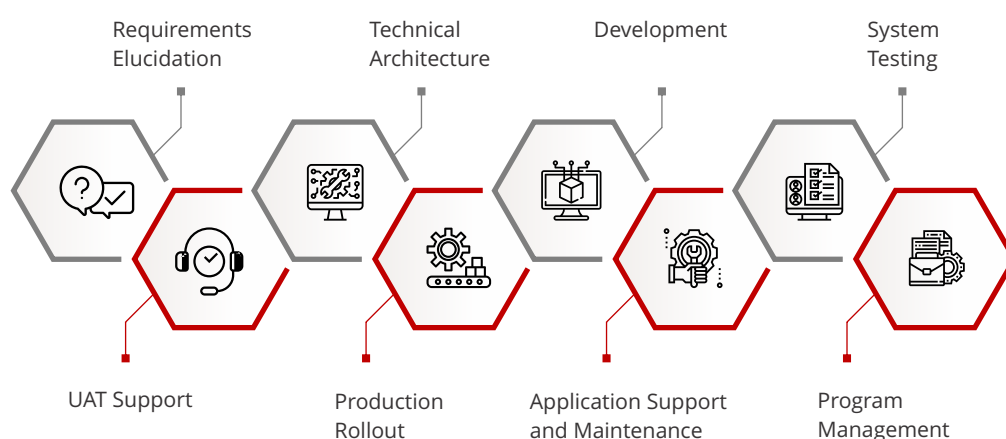 Requirements
Elucidation
Technical
Architecture
Development
System
Testing
UAT Support
Production
Rollout
Application Support
and Maintenance
Program
Management